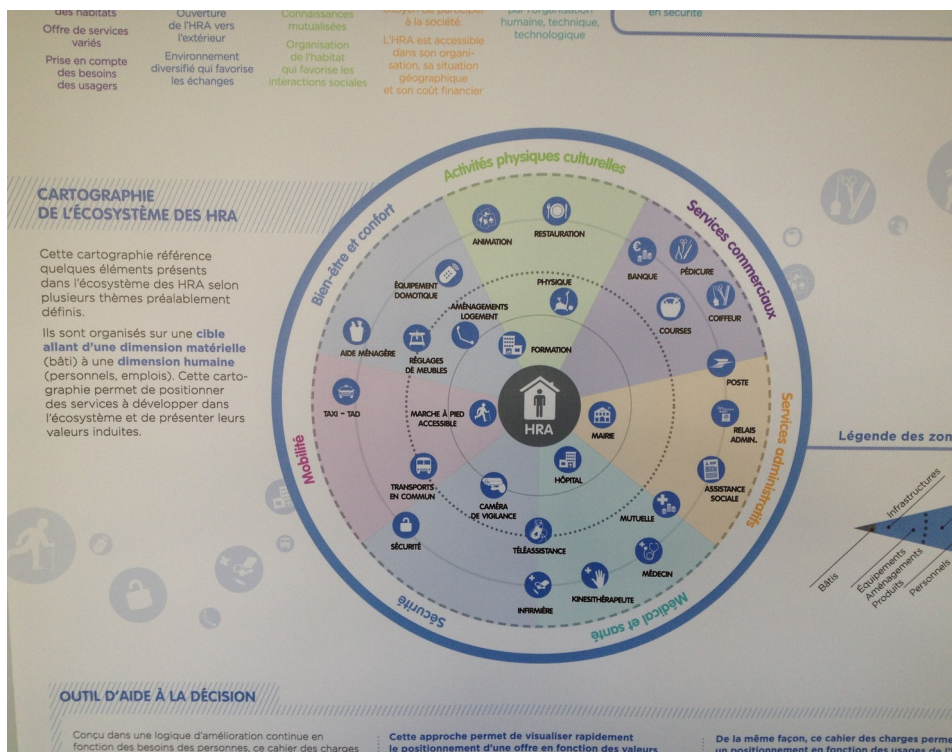 des habitats
Offre de services
variés
Prise en compte
des besoins
des usagers
Ouverture
de l'HRA vers
l'extérieur
Environnement
diversifié qui favorise
les échanges
Connaissances
mutualisées
Organisation
de l'habitat
qui favorise les
interactions sociales
citoyen de participer
à la société.
L'HRA est accessible
dans son organi-
sation, sa situation
géographique
et son coût financier
par l'organisation
humaine, technique,
technologique
en sécurité
CARTOGRAPHIE
DE L'ÉCOSYSTÈME DES HRA
Cette cartographie référence
quelques éléments présents
dans l'écosystème des HRA selon
plusieurs thèmes préalablement
définis.
Ils sont organisés sur une cible
allant d'une dimension matérielle
(bâti) à une dimension humaine
(personnels, emplois). Cette carto-
graphie permet de positionner
des services à développer dans
l'écosystème et de présenter leurs
valeurs induites.
Activités physiques culturelles
ANIMATION
RESTAURATION
PHYSIQUE
FORMATION
Services commerciaux
BANQUE
PÉDICURE
COIFFEUR
COURSES
POSTE
Services administratifs
MAIRIE
RELAIS
ADMIN.
ASSISTANCE
SOCIALE
Médical et santé
HÔPITAL
MUTUELLE
MÉDECIN
KINESITHÉRAPEUTE
Sécurité
CAMÉRA
DE VIGILANCE
TÉLÉASSISTANCE
INFIRMIÈRE
SÉCURITÉ
Mobilité
TAXI - TAD
MARCHE À PIED
ACCESSIBLE
TRANSPORTS
EN COMMUN
Bien-être et confort
ÉQUIPEMENT
DOMOTIQUE
AMÉNAGEMENTS
LOGEMENT
AIDE MÉNAGÈRE
RÉGLAGES
DE MEUBLES
HRA
Légende des zon
Infrastructures
Bâtis
Équipements
Aménagements
Produits
Personnels
OUTIL D'AIDE À LA DÉCISION
Conçu dans une logique d'amélioration continue en
fonction des besoins des personnes, ce cahier des charges
Cette approche permet de visualiser rapidement
le positionnement d'une offre en fonction des valeurs
De la même façon, ce cahier des charges perme
un positionnement en fonction des usages